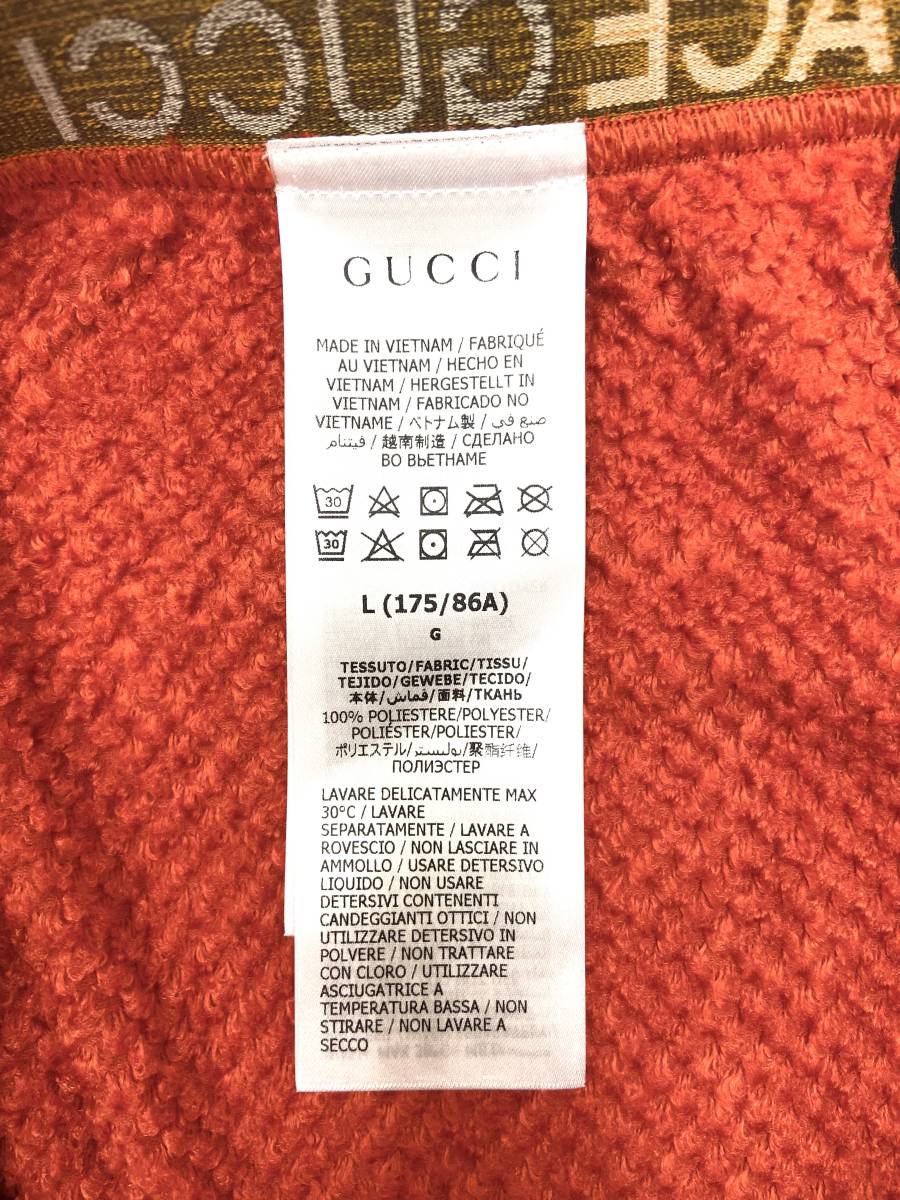 ACE GUCCI
GUCCI
MADE IN VIETNAM / FABRIQUÉ
AU VIETNAM / HECHO EN
VIETNAM / HERGESTELLT IN
VIETNAM / FABRICADO NO
VIETNAME / ベトナム製 / صنع في
فيتنام / 越南制造 / СДЕЛАНО
ВО ВЬЕТНАМЕ
30
30
L (175/86A)
G
TESSUTO/FABRIC/TISSU/
TEJIDO/GEWEBE/TECIDO/
本体/قماش/面料/ТКАНЬ
100% POLIESTERE/POLYESTER/
POLIÉSTER/POLIESTER/
ポリエステル/بوليستر/聚酯纤维/
ПОЛИЭСТЕР
LAVARE DELICATAMENTE MAX
30°C / LAVARE
SEPARATAMENTE / LAVARE A
ROVESCIO / NON LASCIARE IN
AMMOLLO / USARE DETERSIVO
LIQUIDO / NON USARE
DETERSIVI CONTENENTI
CANDEGGIANTI OTTICI / NON
UTILIZZARE DETERSIVO IN
POLVERE / NON TRATTARE
CON CLORO / UTILIZZARE
ASCIUGATRICE A
TEMPERATURA BASSA / NON
STIRARE / NON LAVARE A
SECCO